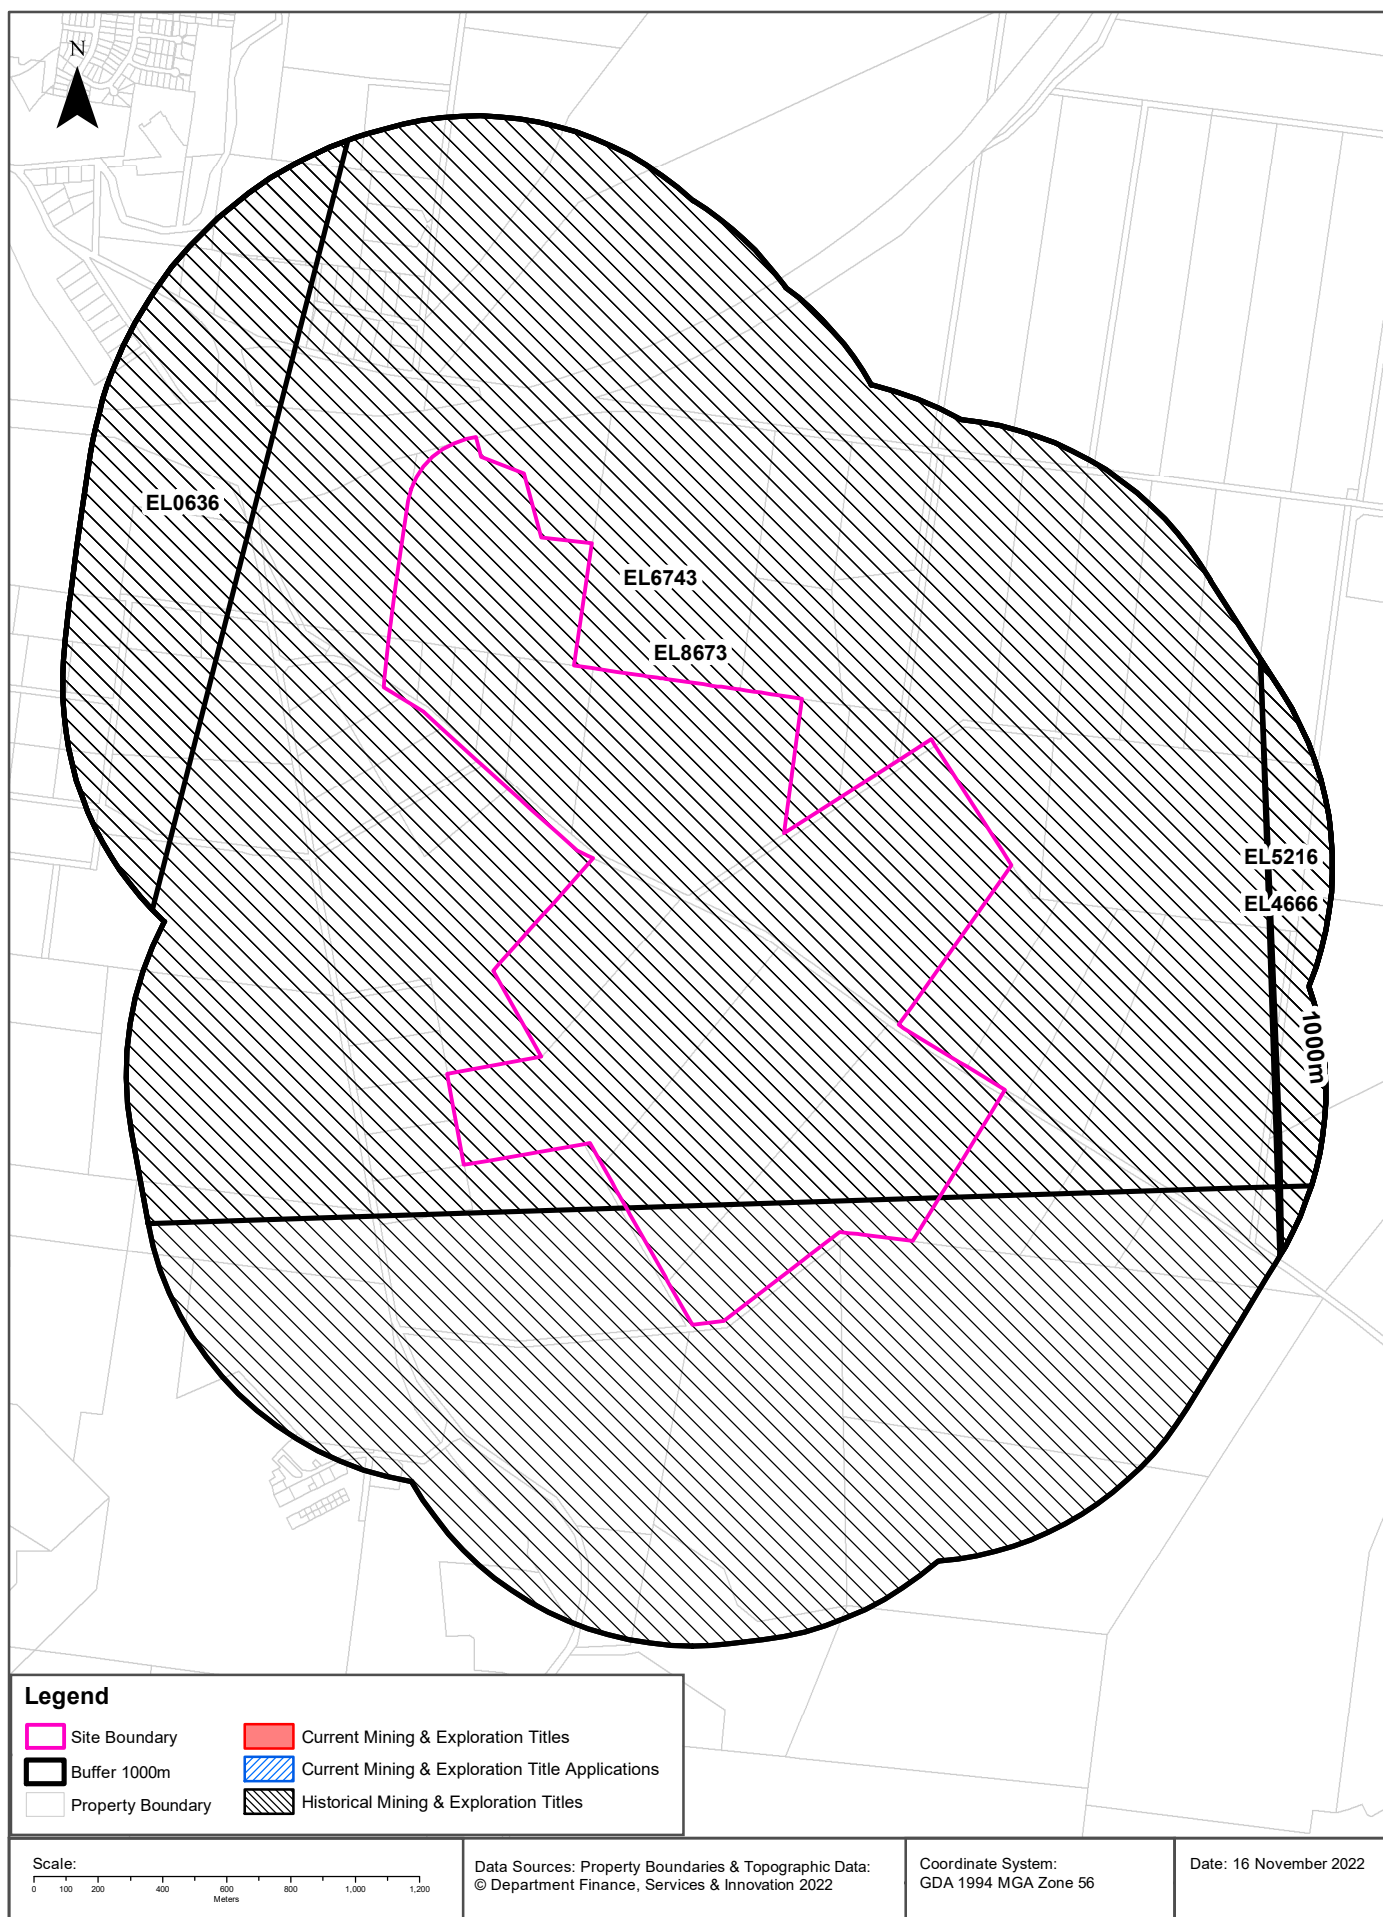 N
EL0636
EL6743
EL8673
EL5216
EL4666
1000m
Legend
Site Boundary
Buffer 1000m
Property Boundary
Current Mining & Exploration Titles
Current Mining & Exploration Title Applications
Historical Mining & Exploration Titles
Scale:
0 100 200 400 600 800 1,000 1,200
Meters
Data Sources: Property Boundaries & Topographic Data:
© Department Finance, Services & Innovation 2022
Coordinate System:
GDA 1994 MGA Zone 56
Date: 16 November 2022